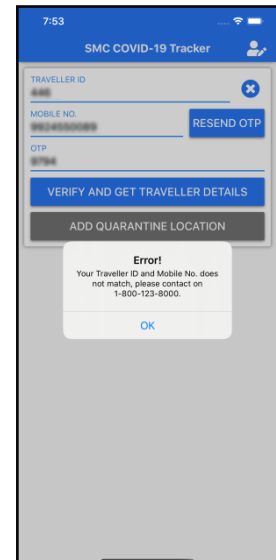 7:53
SMC COVID-19 Tracker
TRAVELLER ID
MOBILE NO.
RESEND OTP
OTP
VERIFY AND GET TRAVELLER DETAILS
ADD QUARANTINE LOCATION
Error!
Your Traveller ID and Mobile No. does
not match, please contact on
1-800-123-8000.
OK